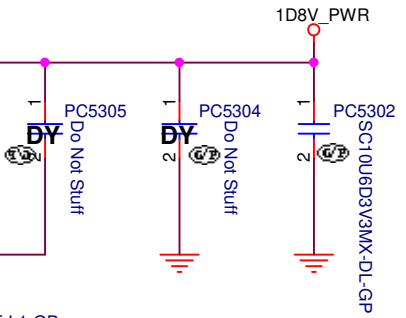 1D8V_PWR
1
PC5305
DY
2
Do Not Stuff
1
PC5304
DY
2
G/P
Do Not Stuff
1
PC5302
2
G/P
SC10U6D3V3MX-DL-GP